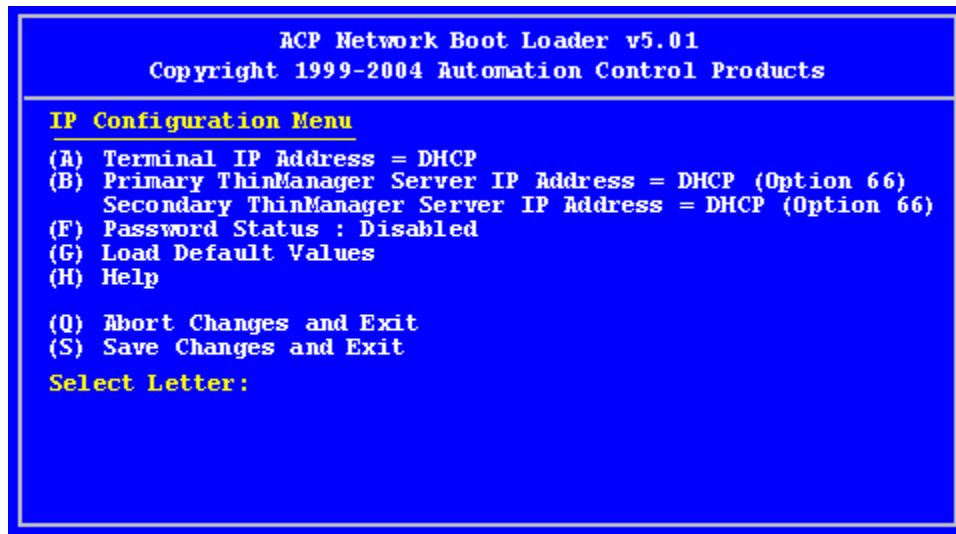 ACP Network Boot Loader v5.01
Copyright 1999-2004 Automation Control Products
IP Configuration Menu
(A) Terminal IP Address = DHCP
(B) Primary ThinManager Server IP Address = DHCP (Option 66)
Secondary ThinManager Server IP Address = DHCP (Option 66)
(F) Password Status : Disabled
(G) Load Default Values
(H) Help
(Q) Abort Changes and Exit
(S) Save Changes and Exit
Select Letter: